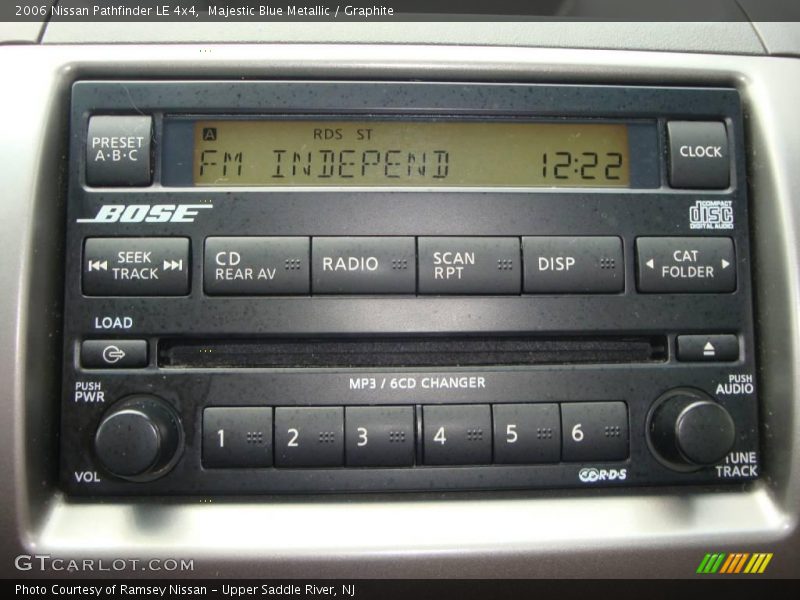 2006 Nissan Pathfinder LE 4x4, Majestic Blue Metallic / Graphite
PRESET
A·B·C
A
RDS ST
FM INDEPEND 12:22
CLOCK
BOSE
COMPACT
disc
DIGITAL AUDIO
SEEK
TRACK
CD
REAR AV
RADIO
SCAN
RPT
DISP
CAT
FOLDER
LOAD
MP3 / 6CD CHANGER
PUSH
PWR
PUSH
AUDIO
1 2 3 4 5 6
VOL
R·D·S
TUNE
TRACK
GTCARLOT.COM
Photo Courtesy of Ramsey Nissan – Upper Saddle River, NJ